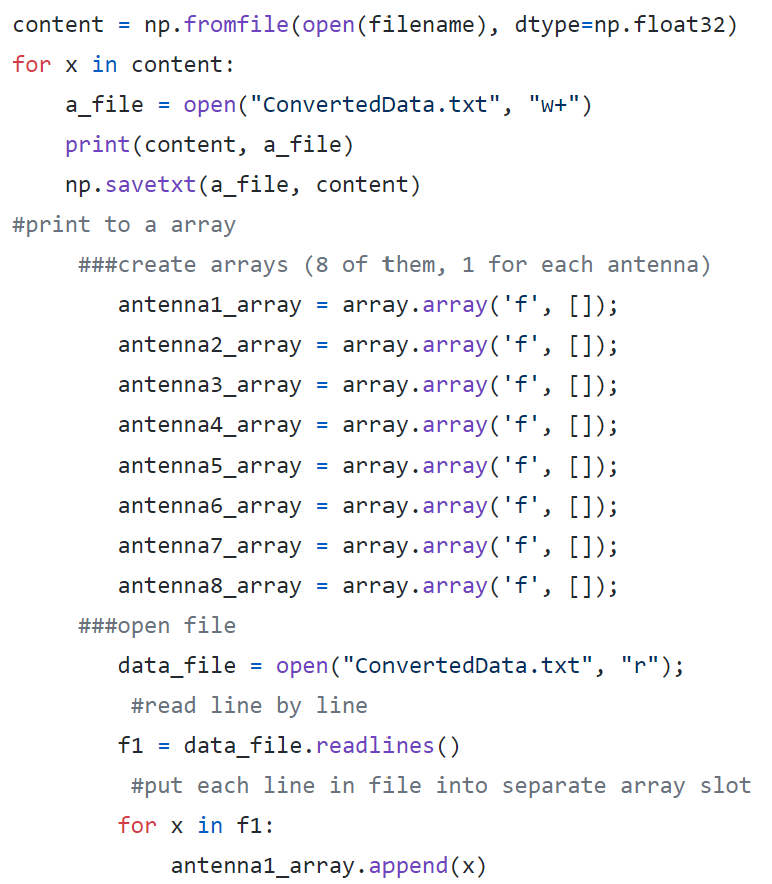 content = np.fromfile(open(filename), dtype=np.float32)
for x in content:
    a_file = open("ConvertedData.txt", "w+")
    print(content, a_file)
    np.savetxt(a_file, content)
#print to a array
     ###create arrays (8 of them, 1 for each antenna)
        antenna1_array = array.array('f', []);
        antenna2_array = array.array('f', []);
        antenna3_array = array.array('f', []);
        antenna4_array = array.array('f', []);
        antenna5_array = array.array('f', []);
        antenna6_array = array.array('f', []);
        antenna7_array = array.array('f', []);
        antenna8_array = array.array('f', []);
     ###open file
        data_file = open("ConvertedData.txt", "r");
         #read line by line
        f1 = data_file.readlines()
         #put each line in file into separate array slot
        for x in f1:
            antenna1_array.append(x)